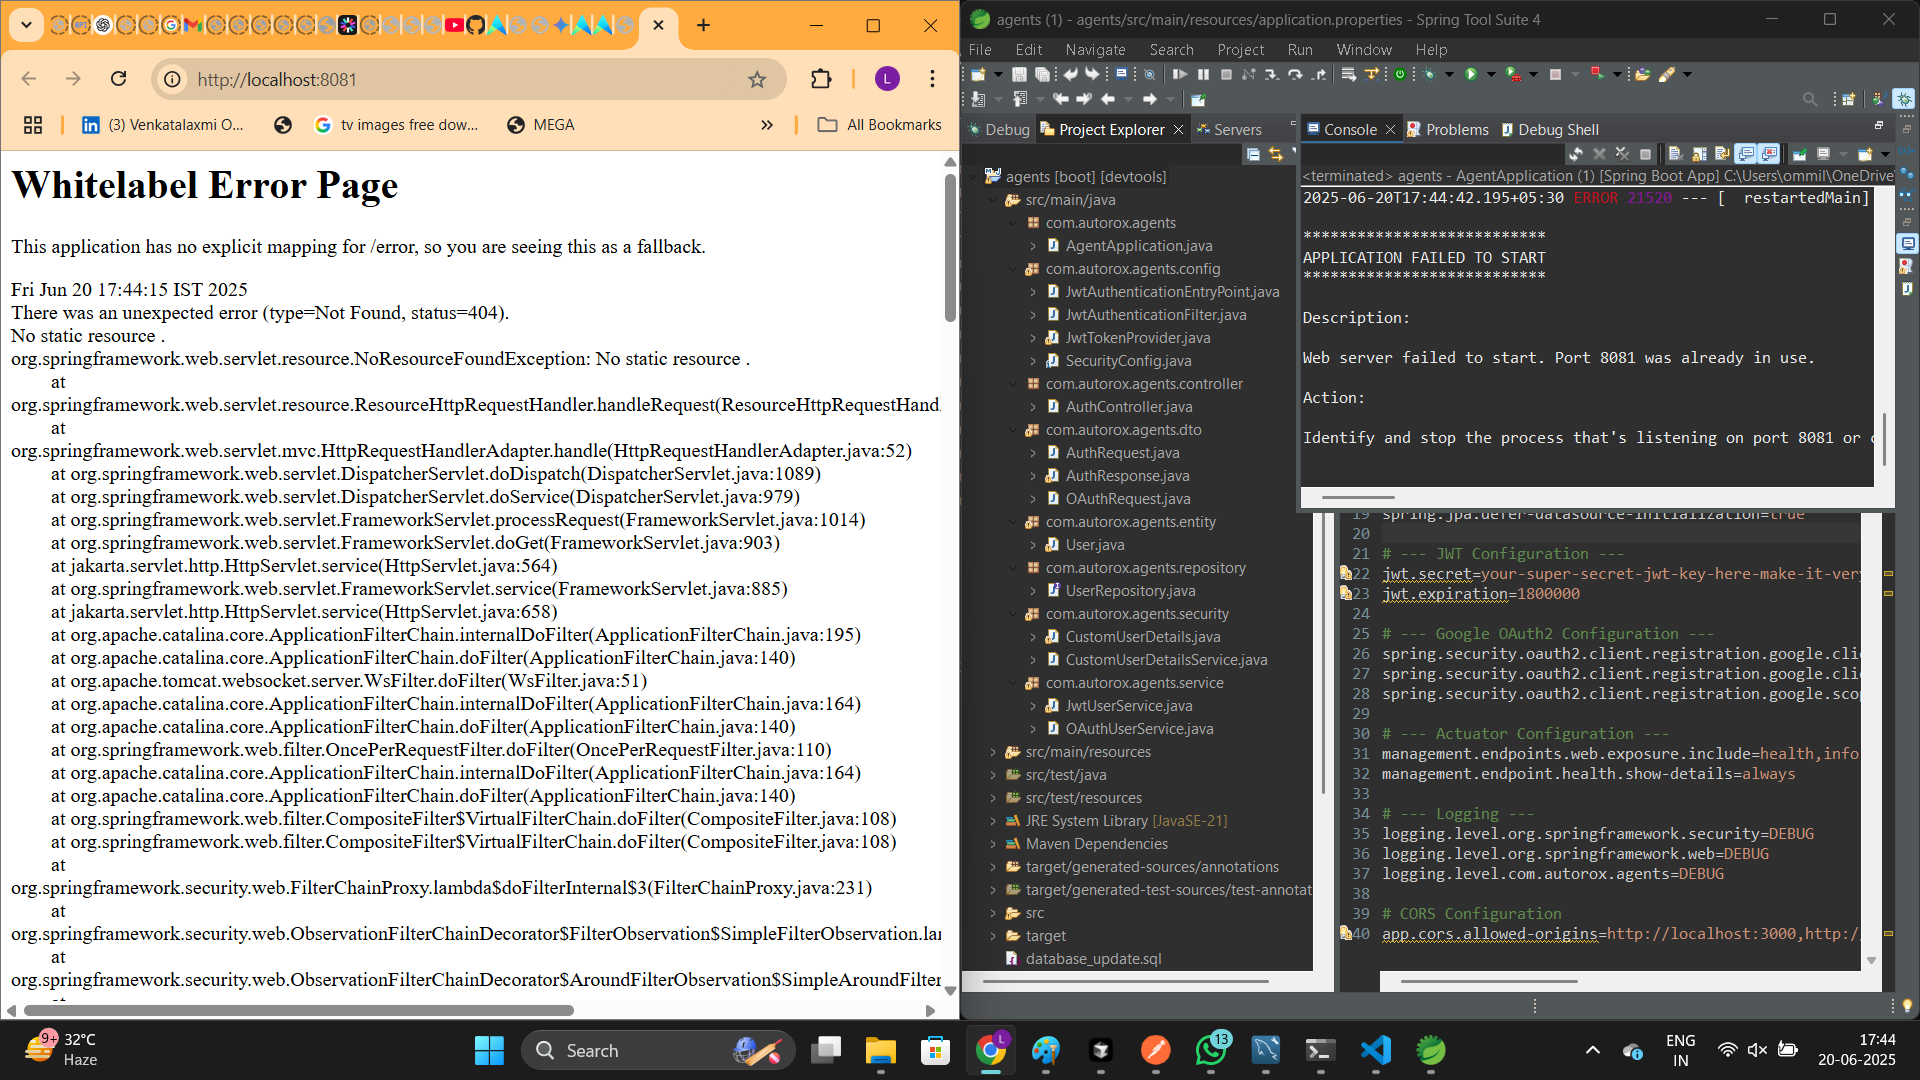 http://localhost:8081
(3) Venkatalaxmi O...
tv images free dow...
MEGA
All Bookmarks
Whitelabel Error Page
This application has no explicit mapping for /error, so you are seeing this as a fallback.
Fri Jun 20 17:44:15 IST 2025
There was an unexpected error (type=Not Found, status=404).
No static resource .
org.springframework.web.servlet.resource.NoResourceFoundException: No static resource .
at
org.springframework.web.servlet.resource.ResourceHttpRequestHandler.handleRequest(ResourceHttpRequestHandl
at
org.springframework.web.servlet.mvc.HttpRequestHandlerAdapter.handle(HttpRequestHandlerAdapter.java:52)
at org.springframework.web.servlet.DispatcherServlet.doDispatch(DispatcherServlet.java:1089)
at org.springframework.web.servlet.DispatcherServlet.doService(DispatcherServlet.java:979)
at org.springframework.web.servlet.FrameworkServlet.processRequest(FrameworkServlet.java:1014)
at org.springframework.web.servlet.FrameworkServlet.doGet(FrameworkServlet.java:903)
at jakarta.servlet.http.HttpServlet.service(HttpServlet.java:564)
at org.springframework.web.servlet.FrameworkServlet.service(FrameworkServlet.java:885)
at jakarta.servlet.http.HttpServlet.service(HttpServlet.java:658)
at org.apache.catalina.core.ApplicationFilterChain.internalDoFilter(ApplicationFilterChain.java:195)
at org.apache.catalina.core.ApplicationFilterChain.doFilter(ApplicationFilterChain.java:140)
at org.apache.tomcat.websocket.server.WsFilter.doFilter(WsFilter.java:51)
at org.apache.catalina.core.ApplicationFilterChain.internalDoFilter(ApplicationFilterChain.java:164)
at org.apache.catalina.core.ApplicationFilterChain.doFilter(ApplicationFilterChain.java:140)
at org.springframework.web.filter.OncePerRequestFilter.doFilter(OncePerRequestFilter.java:110)
at org.apache.catalina.core.ApplicationFilterChain.internalDoFilter(ApplicationFilterChain.java:164)
at org.apache.catalina.core.ApplicationFilterChain.doFilter(ApplicationFilterChain.java:140)
at org.springframework.web.filter.CompositeFilter$VirtualFilterChain.doFilter(CompositeFilter.java:108)
at org.springframework.web.filter.CompositeFilter$VirtualFilterChain.doFilter(CompositeFilter.java:108)
at
org.springframework.security.web.FilterChainProxy.lambda$doFilterInternal$3(FilterChainProxy.java:231)
at
org.springframework.security.web.ObservationFilterChainDecorator$FilterObservation$SimpleFilterObservation.lam
at
org.springframework.security.web.ObservationFilterChainDecorator$AroundFilterObservation$SimpleAroundFilter
agents (1) - agents/src/main/resources/application.properties - Spring Tool Suite 4
File Edit Navigate Search Project Run Window Help
Debug Project Explorer Servers
agents [boot] [devtools]
src/main/java
com.autorox.agents
AgentApplication.java
com.autorox.agents.config
JwtAuthenticationEntryPoint.java
JwtAuthenticationFilter.java
JwtTokenProvider.java
SecurityConfig.java
com.autorox.agents.controller
AuthController.java
com.autorox.agents.dto
AuthRequest.java
AuthResponse.java
OAuthRequest.java
com.autorox.agents.entity
User.java
com.autorox.agents.repository
UserRepository.java
com.autorox.agents.security
CustomUserDetails.java
CustomUserDetailsService.java
com.autorox.agents.service
JwtUserService.java
OAuthUserService.java
src/main/resources
src/test/java
src/test/resources
JRE System Library [JavaSE-21]
Maven Dependencies
target/generated-sources/annotations
target/generated-test-sources/test-annotat
src
target
database_update.sql
Console Problems Debug Shell
<terminated> agents - AgentApplication (1) [Spring Boot App] C:\Users\ommil\OneDrive\
2025-06-20T17:44:42.195+05:30 ERROR 21520 --- [  restartedMain]
***************************
APPLICATION FAILED TO START
***************************
Description:
Web server failed to start. Port 8081 was already in use.
Action:
Identify and stop the process that's listening on port 8081 or c
19 spring.jpa.defer-datasource-initialization=true
20
21 # --- JWT Configuration ---
22 jwt.secret=your-super-secret-jwt-key-here-make-it-very
23 jwt.expiration=1800000
24
25 # --- Google OAuth2 Configuration ---
26 spring.security.oauth2.client.registration.google.clie
27 spring.security.oauth2.client.registration.google.clie
28 spring.security.oauth2.client.registration.google.scop
29
30 # --- Actuator Configuration ---
31 management.endpoints.web.exposure.include=health,info
32 management.endpoint.health.show-details=always
33
34 # --- Logging ---
35 logging.level.org.springframework.security=DEBUG
36 logging.level.org.springframework.web=DEBUG
37 logging.level.com.autorox.agents=DEBUG
38
39 # CORS Configuration
40 app.cors.allowed-origins=http://localhost:3000,http:/
9+
32°C
Haze
Search
L
13
ENG
IN
17:44
20-06-2025